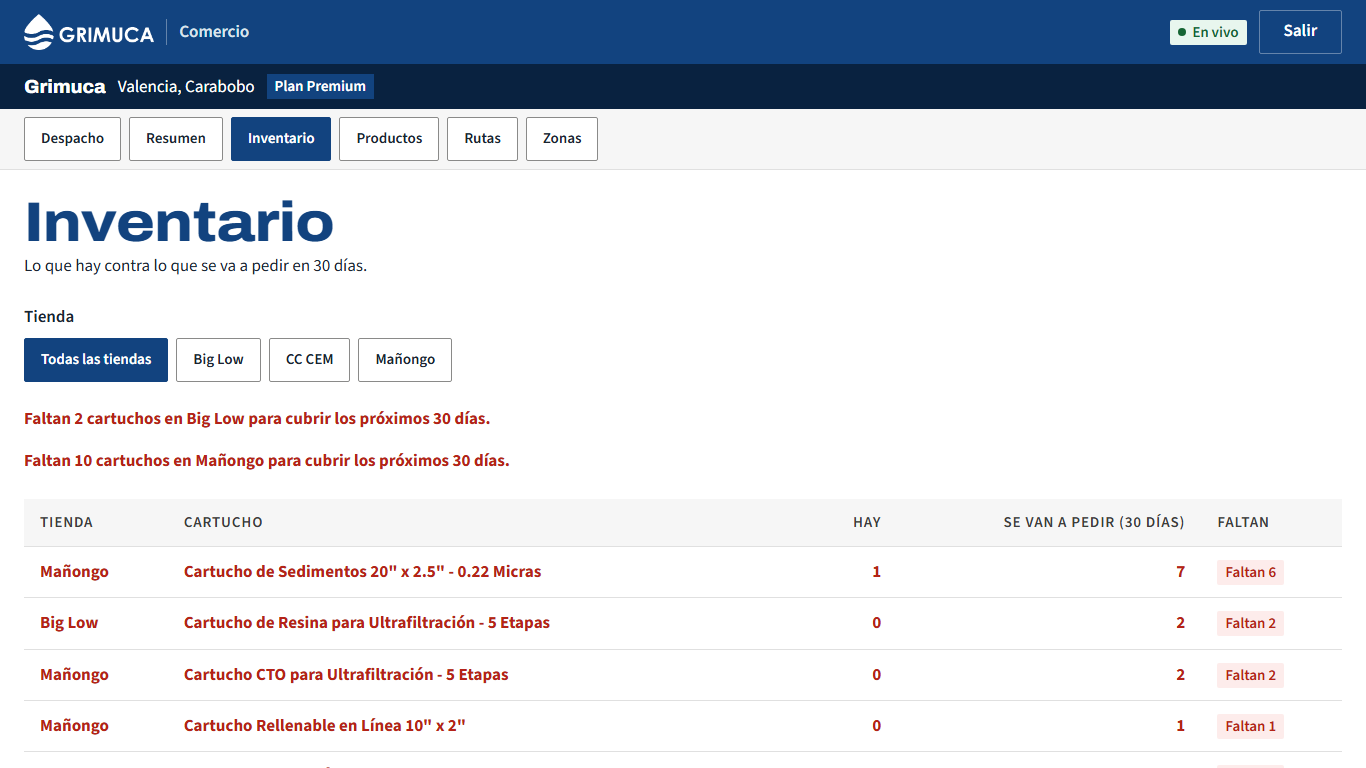 GRIMUCA Comercio En vivo Salir
Grimuca Valencia, Carabobo Plan Premium
Despacho Resumen Inventario Productos Rutas Zonas
Inventario
Lo que hay contra lo que se va a pedir en 30 días.
Tienda
Todas las tiendas Big Low CC CEM Mañongo
Faltan 2 cartuchos en Big Low para cubrir los próximos 30 días.
Faltan 10 cartuchos en Mañongo para cubrir los próximos 30 días.
TIENDA CARTUCHO HAY SE VAN A PEDIR (30 DÍAS) FALTAN
Mañongo Cartucho de Sedimentos 20" x 2.5" - 0.22 Micras 1 7 Faltan 6
Big Low Cartucho de Resina para Ultrafiltración - 5 Etapas 0 2 Faltan 2
Mañongo Cartucho CTO para Ultrafiltración - 5 Etapas 0 2 Faltan 2
Mañongo Cartucho Rellenable en Línea 10" x 2" 0 1 Faltan 1